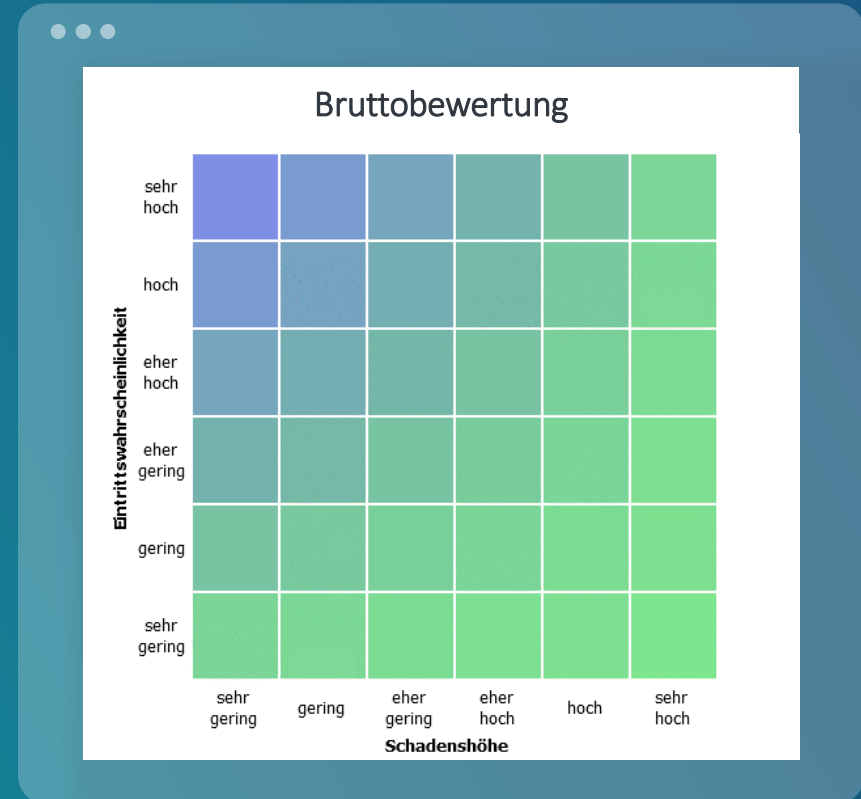 Bruttobewertung
Eintrittswahrscheinlichkeit
sehr
hoch
hoch
eher
hoch
eher
gering
gering
sehr
gering
sehr
gering
gering
eher
gering
eher
hoch
hoch
sehr
hoch
Schadenshöhe